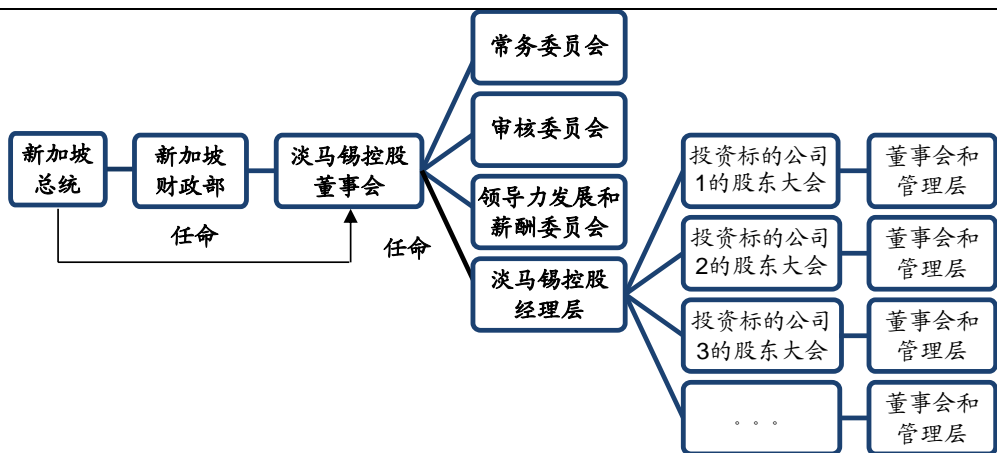 常务委员会
审核委员会
新加坡
总统
新加坡
财政部
淡马锡控股
董事会
领导力发展和
薪酬委员会
任命
任命
淡马锡控股
经理层
投资标的公司
1的股东大会
董事会和
管理层
投资标的公司
2的股东大会
董事会和
管理层
投资标的公司
3的股东大会
董事会和
管理层
。。。
董事会和
管理层